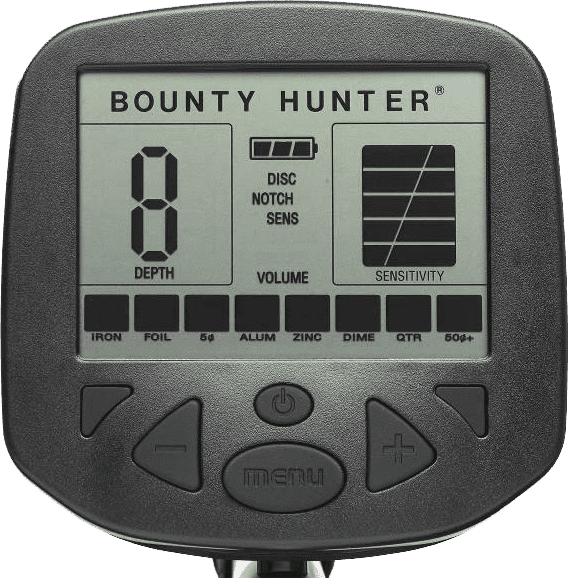 BOUNTY HUNTER®
8
DEPTH
DISC
NOTCH
SENS
VOLUME
SENSITIVITY
IRON FOIL 5¢ ALUM ZINC DIME QTR 50¢+
−
+
menu